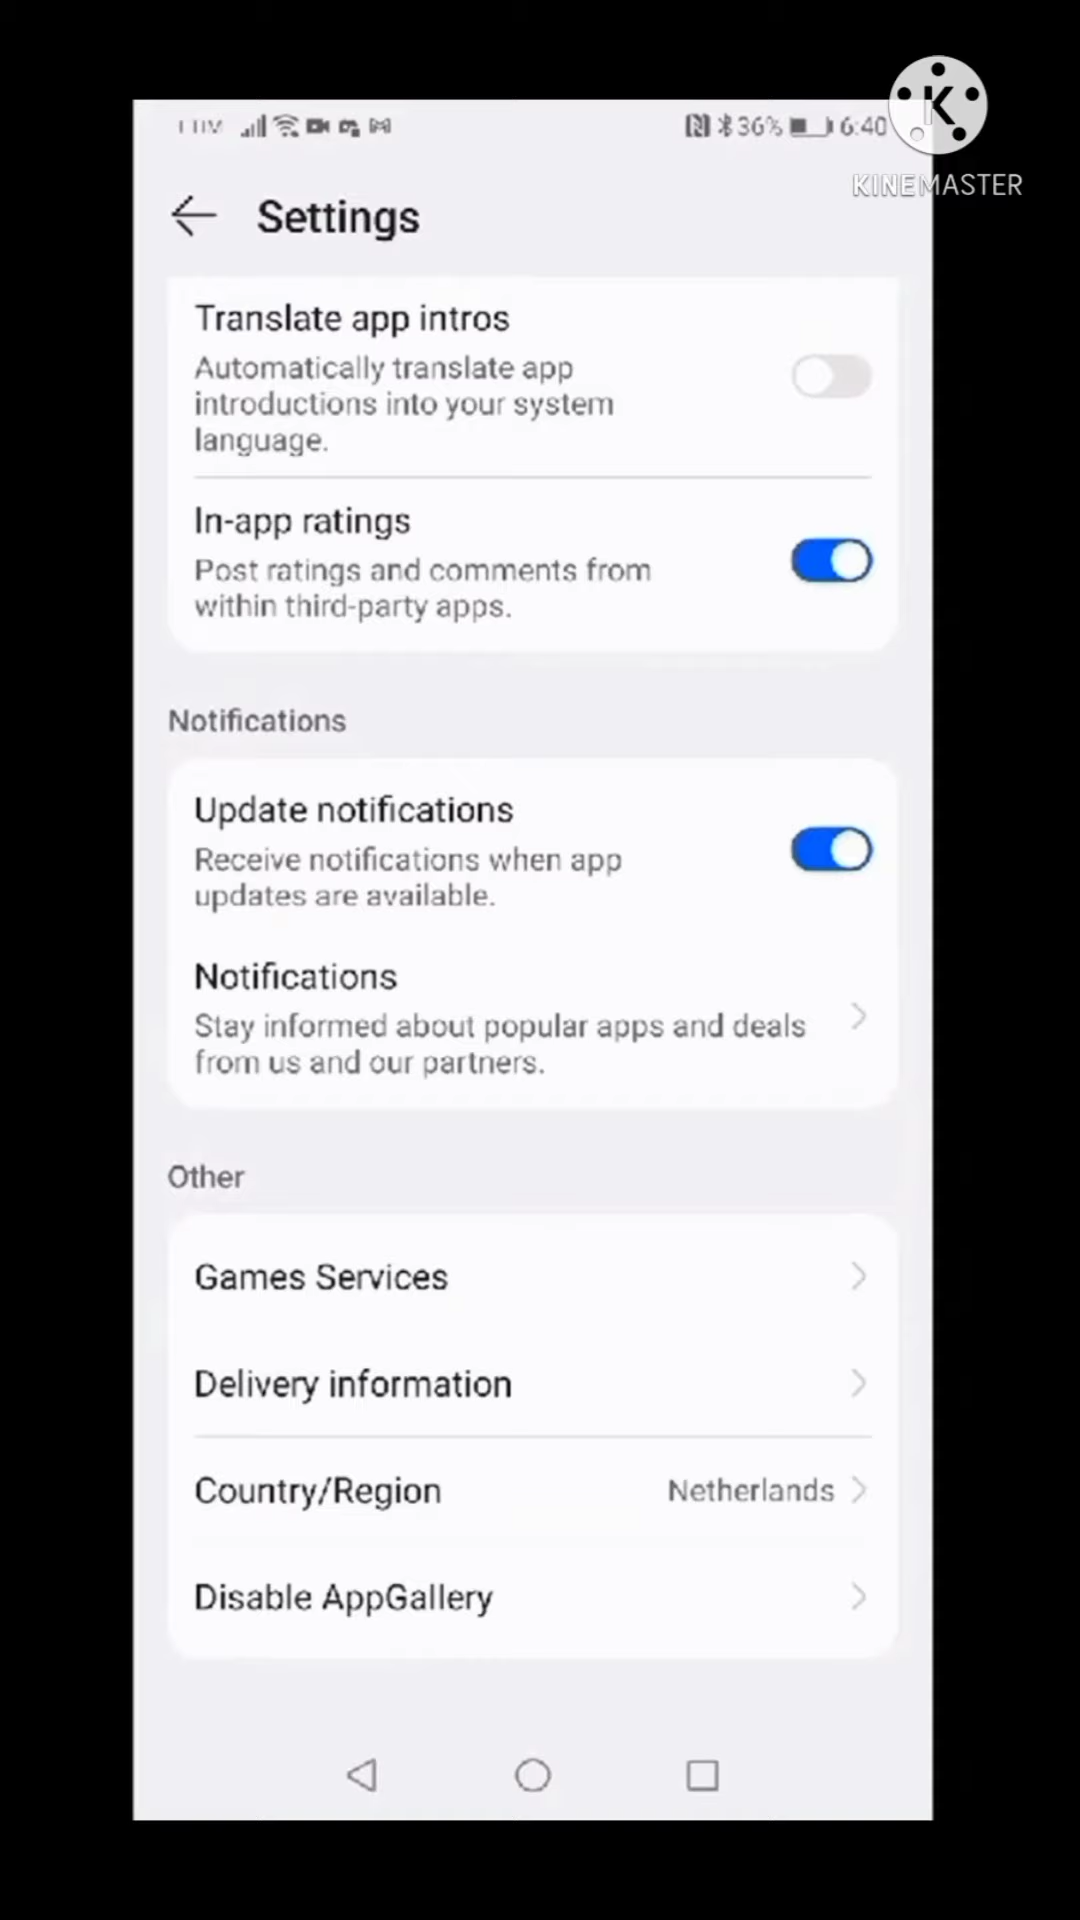 36% 6:40
K
KINEMASTER
Settings
Translate app intros
Automatically translate app
introductions into your system
language.
In-app ratings
Post ratings and comments from
within third-party apps.
Notifications
Update notifications
Receive notifications when app
updates are available.
Notifications
Stay informed about popular apps and deals
from us and our partners.
Other
Games Services
Delivery information
Country/Region Netherlands
Disable AppGallery